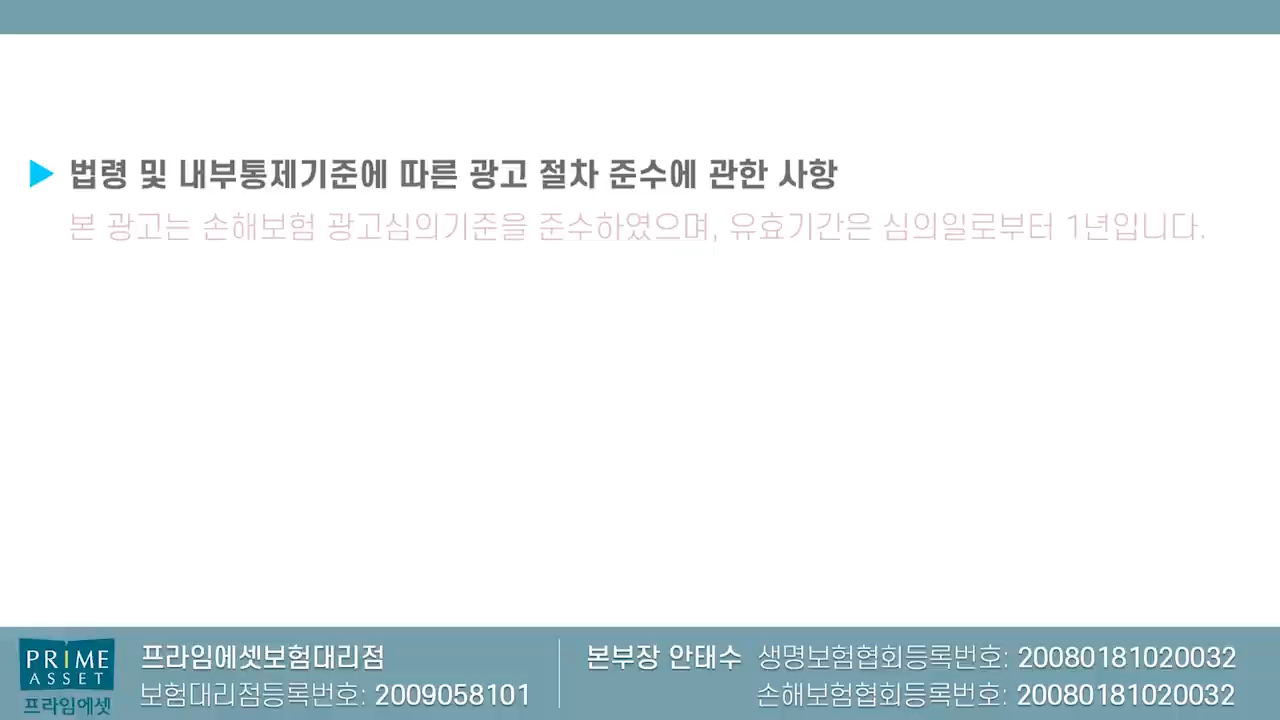 ▶ 법령 및 내부통제기준에 따른 광고 절차 준수에 관한 사항
본 광고는 손해보험 광고심의기준을 준수하였으며, 유효기간은 심의일로부터 1년입니다.
PRIME
ASSET
프라임에셋
프라임에셋보험대리점
보험대리점등록번호: 2009058101
본부장 안태수 생명보험협회등록번호: 20080181020032
손해보험협회등록번호: 20080181020032